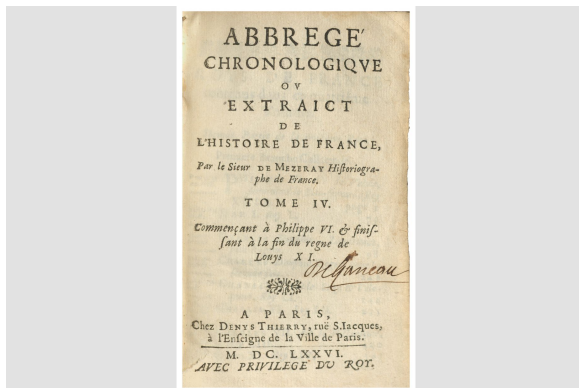 ABBREGÉ
CHRONOLOGIQVE
OV
EXTRAICT
DE
L'HISTOIRE DE FRANCE,
Par le Sieur DE MEZERAY Historiogra-
phe de France.
TOME IV.
Commençant à Philippe VI. & finis-
sant à la fin du regne de
Louys XI.
A PARIS,
Chez DENYS THIERRY, ruë S. Iacques,
à l'Enseigne de la Ville de Paris.
M. DC. LXXVI.
AVEC PRIVILEGE DV ROY.